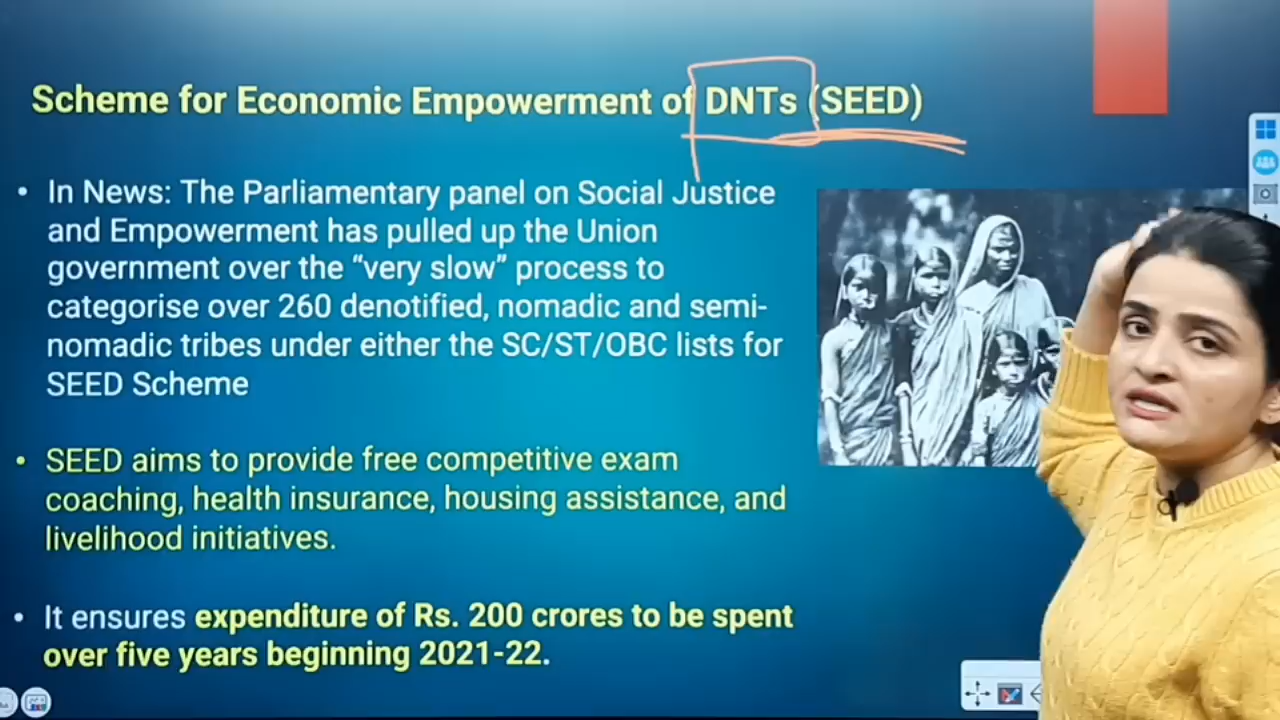 Scheme for Economic Empowerment of DNTs (SEED)
• In News: The Parliamentary panel on Social Justice
and Empowerment has pulled up the Union
government over the “very slow” process to
categorise over 260 denotified, nomadic and semi-
nomadic tribes under either the SC/ST/OBC lists for
SEED Scheme
• SEED aims to provide free competitive exam
coaching, health insurance, housing assistance, and
livelihood initiatives.
• It ensures expenditure of Rs. 200 crores to be spent
over five years beginning 2021-22.